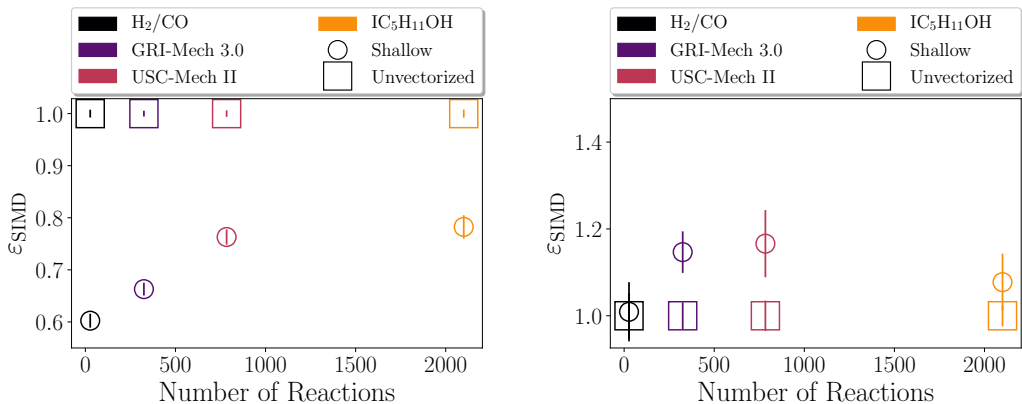 H₂/CO
GRI-Mech 3.0
USC-Mech II
IC₅H₁₁OH
Shallow
Unvectorized
1.0
0.9
0.8
0.7
0.6
εSIMD
0 500 1000 1500 2000
Number of Reactions
H₂/CO
GRI-Mech 3.0
USC-Mech II
IC₅H₁₁OH
Shallow
Unvectorized
1.4
1.2
1.0
εSIMD
0 500 1000 1500 2000
Number of Reactions